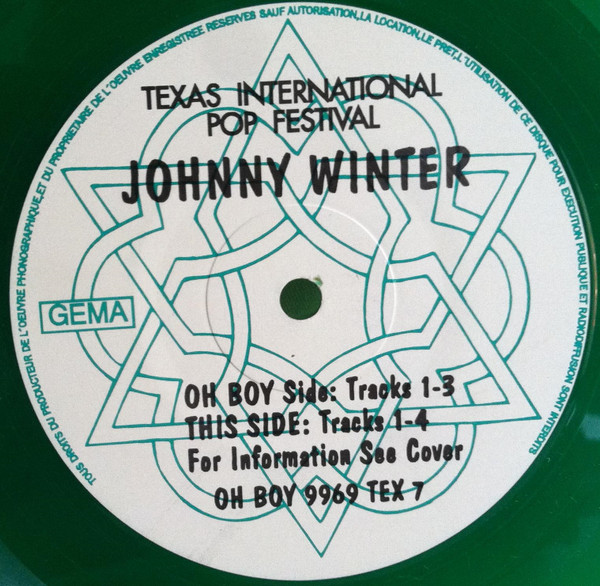 TEXAS INTERNATIONAL
POP FESTIVAL
JOHNNY WINTER
GEMA
OH BOY Side: Tracks 1-3
THIS SIDE: Tracks 1-4
For Information See Cover
OH BOY 9969 TEX 7
TOUS DROITS DU PRODUCTEUR DE L'OEUVRE PHONOGRAPHIQUE, ET DU PROPRIETAIRE DE L'OEUVRE ENREGISTREE RESERVES SAUF AUTORISATION, LA LOCATION, LE PRET, L'UTILISATION DE CE DISQUE POUR EXECUTION PUBLIQUE ET RADIODIFFUSION SONT INTERDITS